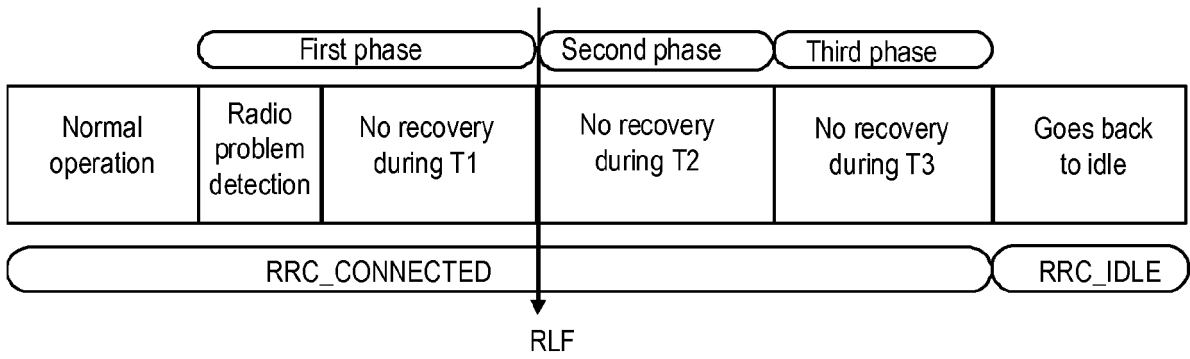 First phase
Second phase
Third phase
Normal
operation
Radio
problem
detection
No recovery
during T1
No recovery
during T2
No recovery
during T3
Goes back
to idle
RRC_CONNECTED
RRC_IDLE
RLF